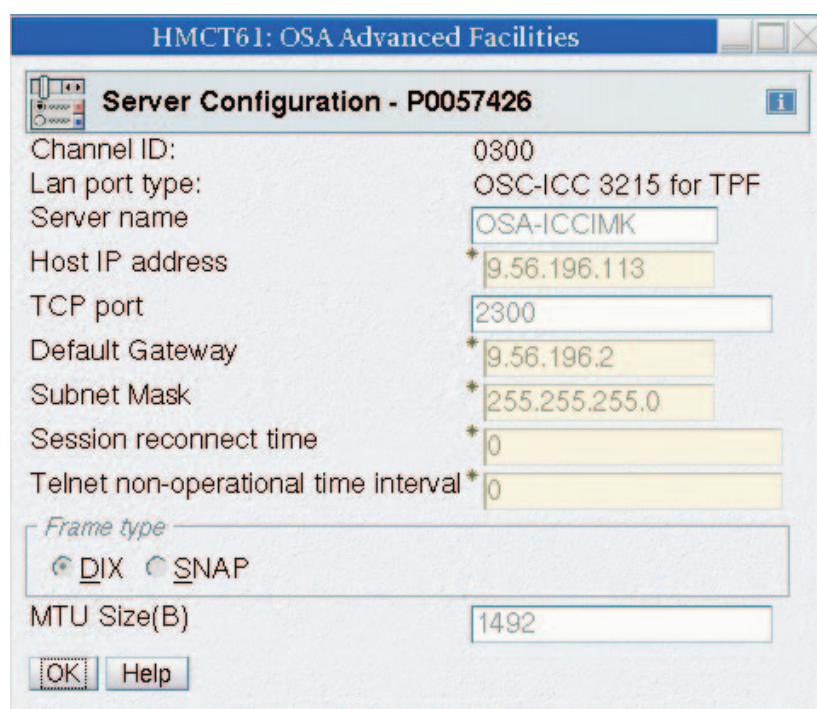 HMCT61: OSA Advanced Facilities
Server Configuration - P0057426
Channel ID: 0300
Lan port type: OSC-ICC 3215 for TPF
Server name OSA-ICCIMK
Host IP address * 9.56.196.113
TCP port 2300
Default Gateway * 9.56.196.2
Subnet Mask * 255.255.255.0
Session reconnect time * 0
Telnet non-operational time interval * 0
Frame type
DIX SNAP
MTU Size(B) 1492
OK Help